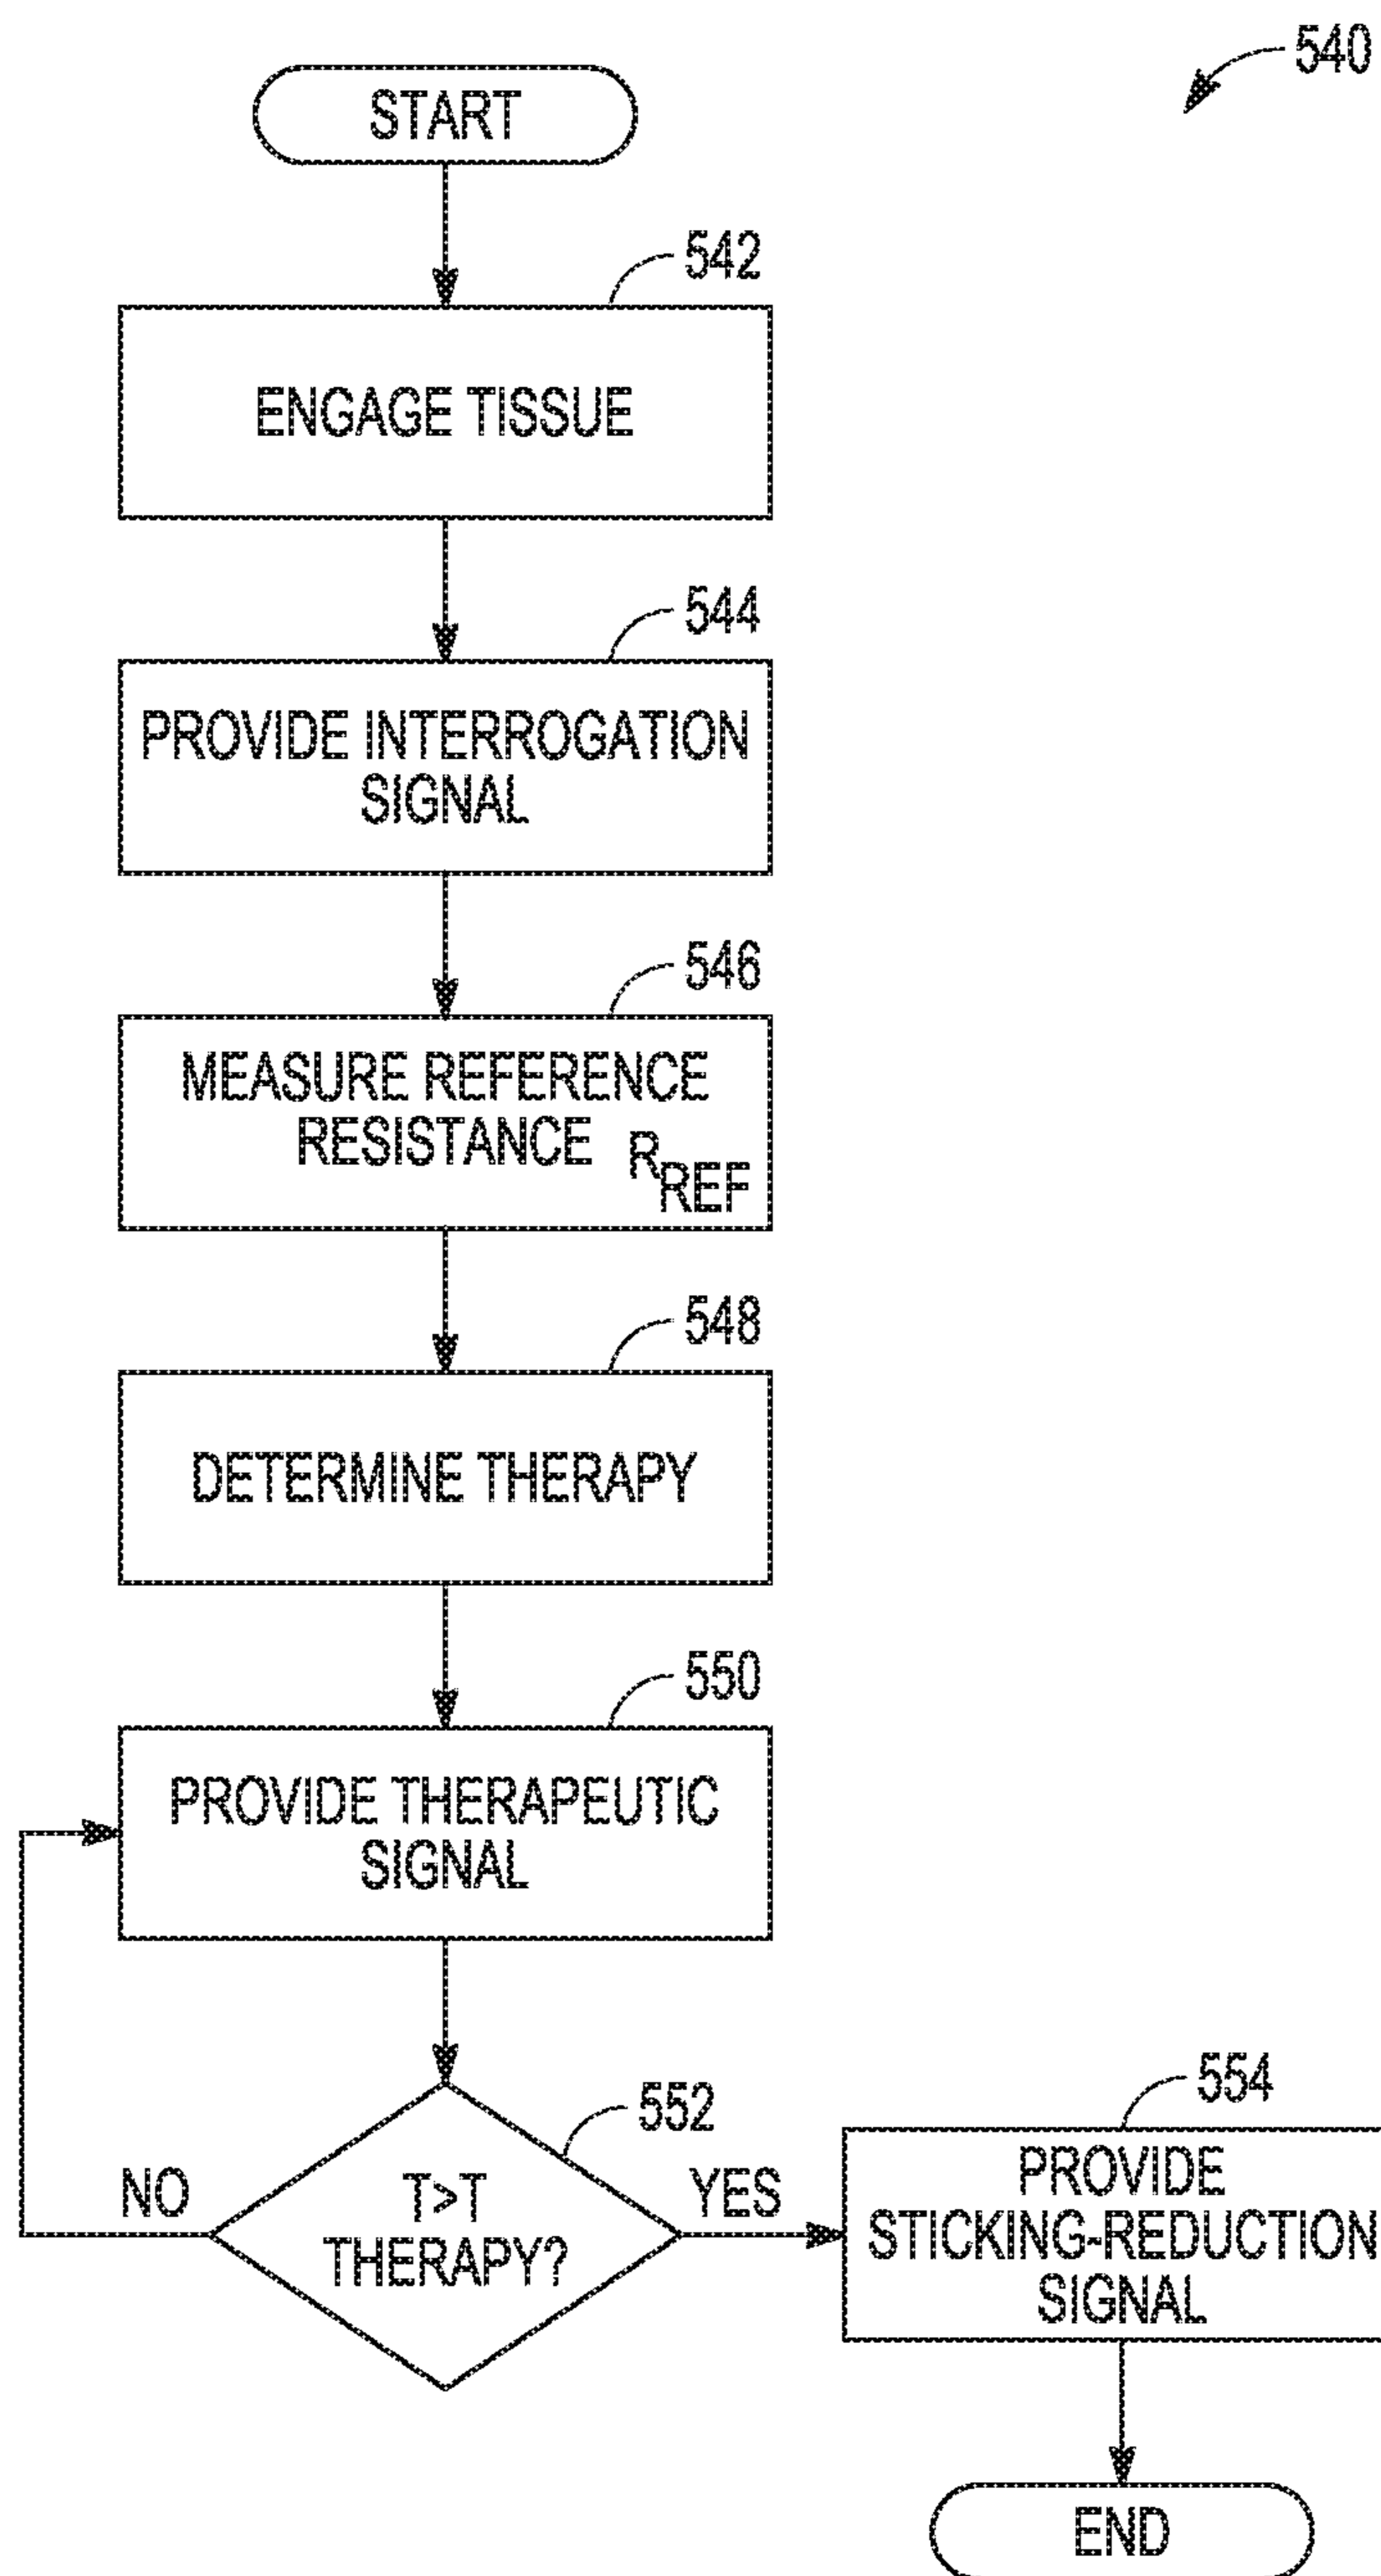 540
START
542
ENGAGE TISSUE
544
PROVIDE INTERROGATION
SIGNAL
546
MEASURE REFERENCE
RESISTANCE R REF
548
DETERMINE THERAPY
550
PROVIDE THERAPEUTIC
SIGNAL
552
NO
T>T
THERAPY?
YES
554
PROVIDE
STICKING-REDUCTION
SIGNAL
END